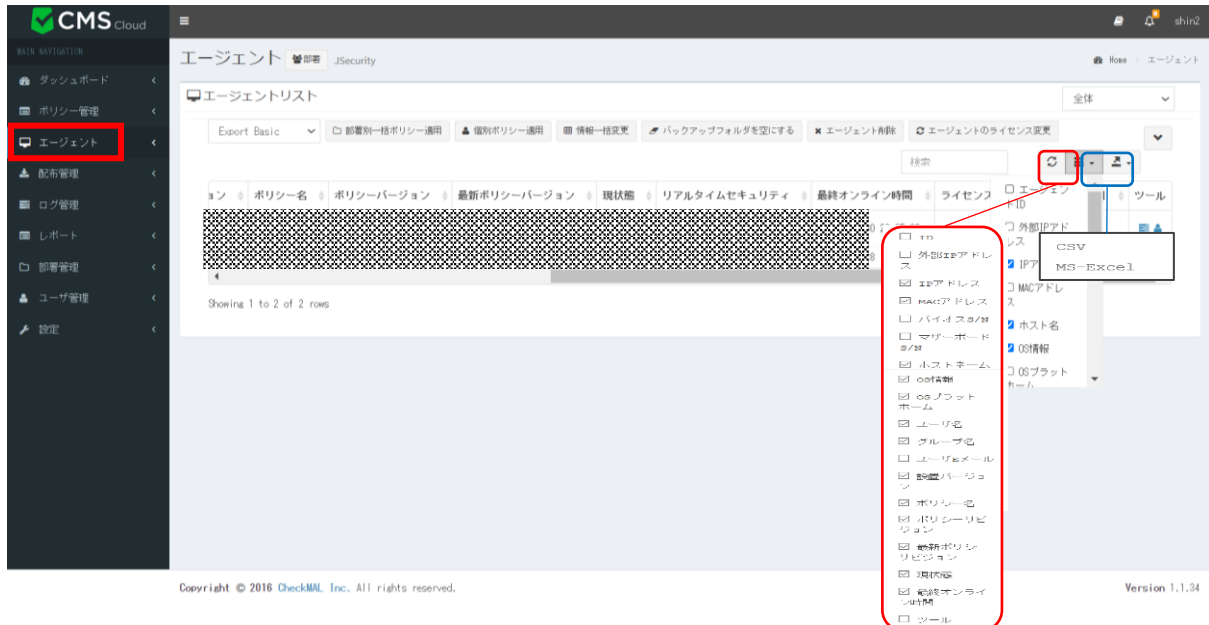 CMS Cloud
shin2
MAIN NAVIGATION
ダッシュボード
ポリシー管理
エージェント
配布管理
ログ管理
レポート
部署管理
ユーザ管理
設定
エージェント 部署 JSecurity
Home エージェント
エージェントリスト
全体
Export Basic
部署別一括ポリシー適用
個別ポリシー適用
情報一括変更
バックアップフォルダを空にする
エージェント削除
エージェントのライセンス変更
検索
ョン ポリシー名 ポリシーバージョン 最新ポリシーバージョン 現状態 リアルタイムセキュリティ 最終オンライン時間 ライセンス ツール
Showing 1 to 2 of 2 rows
エージェン
トID
外部IPアド
レス
IPア
MACアドレ
ス
ホスト名
OS情報
OSプラット
ホーム
CSV
MS-Excel
ID
外部IPアドレ
ス
IPアドレス
MACアドレス
バイオスS/N
マザーボード
S/N
ホストネーム
OS情報
OSプラット
ホーム
ユーザ名
グループ名
ユーザEメール
設置バージョ
ン
ポリシー名
ポリシーリビ
ジョン
最新ポリシー
リビジョン
現状態
最終オンライ
ン時間
ツール
Copyright © 2016 CheckMAL Inc. All rights reserved.
Version 1.1.34